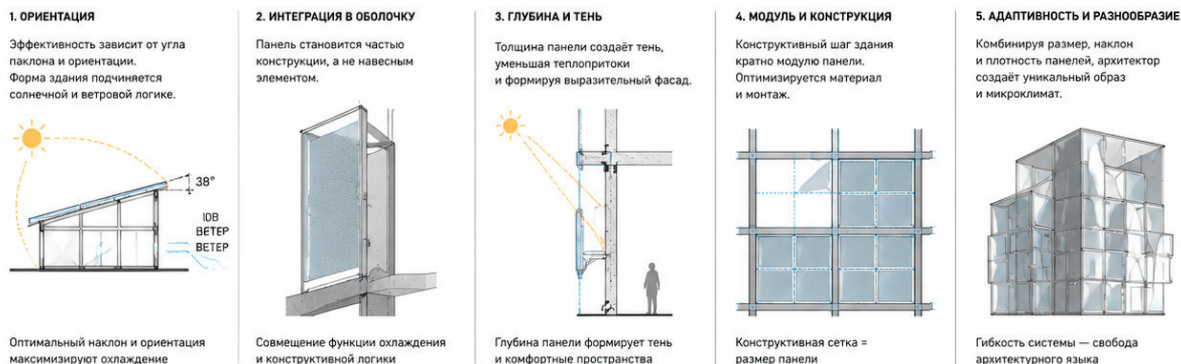 1. ОРИЕНТАЦИЯ
Эффективность зависит от угла
паклона и ориентации.
Форма здания подчиняется
солнечной и ветровой логике.
38°
ЮВ
ВЕТЕР
ВЕТЕР
Оптимальный наклон и ориентация
максимизируют охлаждение
2. ИНТЕГРАЦИЯ В ОБОЛОЧКУ
Панель становится частью
конструкции, а не навесным
элементом.
Совмещение функции охлаждения
и конструктивной логики
3. ГЛУБИНА И ТЕНЬ
Толщина панели создаёт тень,
уменьшая теплопритоки
и формируя выразительный фасад.
Глубина панели формирует тень
и комфортные пространства
4. МОДУЛЬ И КОНСТРУКЦИЯ
Конструктивный шаг здания
кратно модулю панели.
Оптимизируется материал
и монтаж.
Конструктивная сетка =
размер панели
5. АДАПТИВНОСТЬ И РАЗНООБРАЗИЕ
Комбинируя размер, наклон
и плотность панелей, архитектор
создаёт уникальный образ
и микроклимат.
Гибкость системы — свобода
архитектурного языка